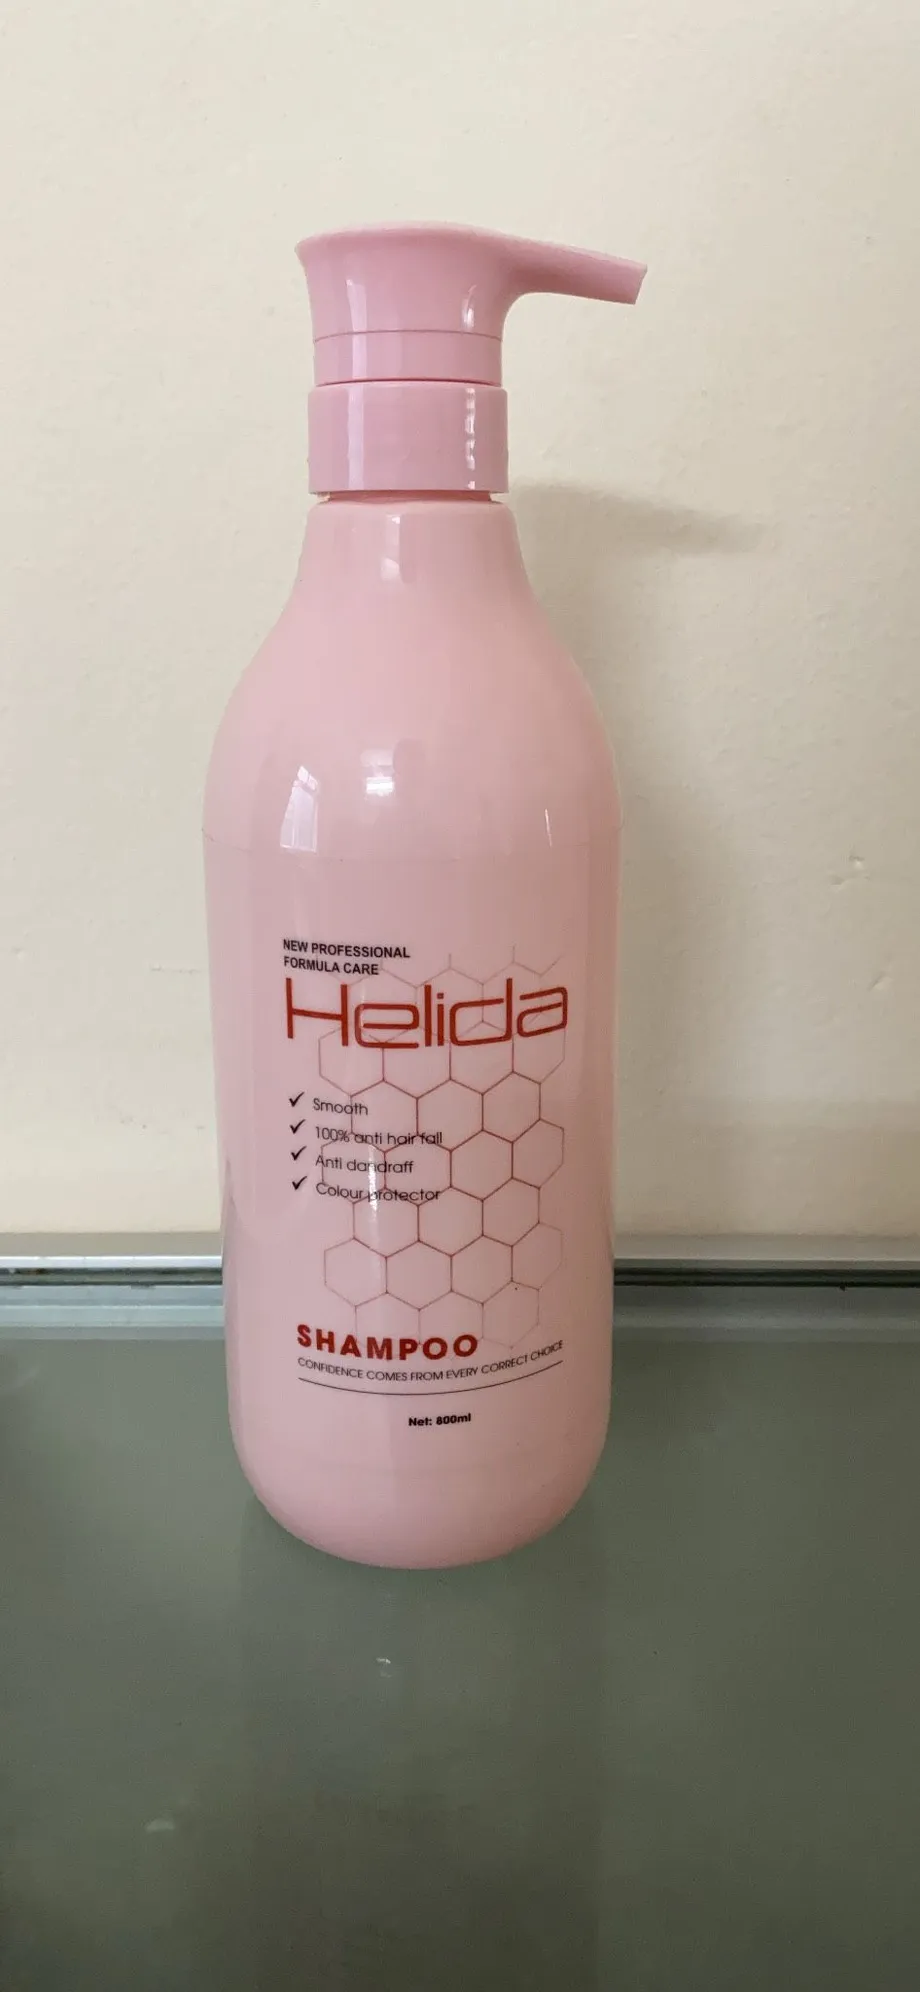 NEW PROFESSIONAL
FORMULA CARE
Helida
✓ Smooth
✓ 100% anti hair fall
✓ Anti dandraff
✓ Colour protector
SHAMPOO
CONFIDENCE COMES FROM EVERY CORRECT CHOICE
Net: 800ml